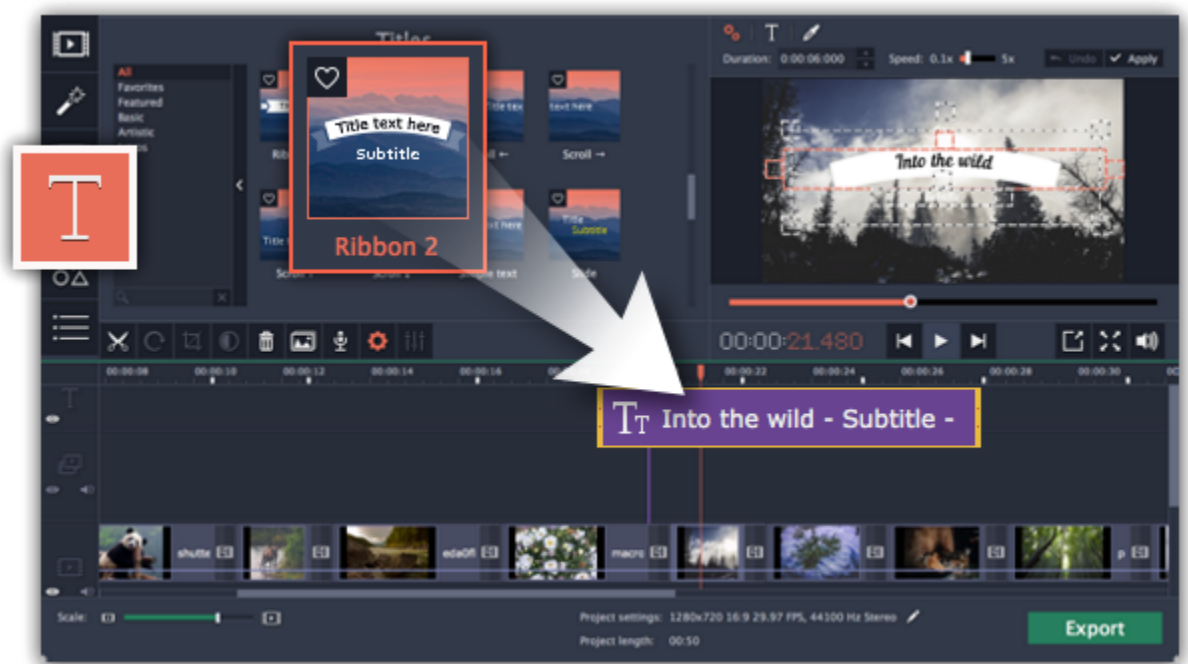 Titles
All
Favorites
Featured
Basic
Artistic
T
Title text here
Subtitle
Ribbon 2
Scroll →
Title
Subtitle
Slide
T
Duration: 0:00:06:000
Speed: 0.1x 5x
Undo
Apply
Into the wild
00:00:21.480
00:00:08
00:00:10
00:00:12
00:00:14
00:00:16
00:00:22
00:00:24
00:00:26
00:00:28
00:00:30
T
TT Into the wild - Subtitle -
shutte
eda0fl
macro
p
Scale:
Project settings: 1280x720 16:9 29.97 FPS, 44100 Hz Stereo
Project length: 00:50
Export